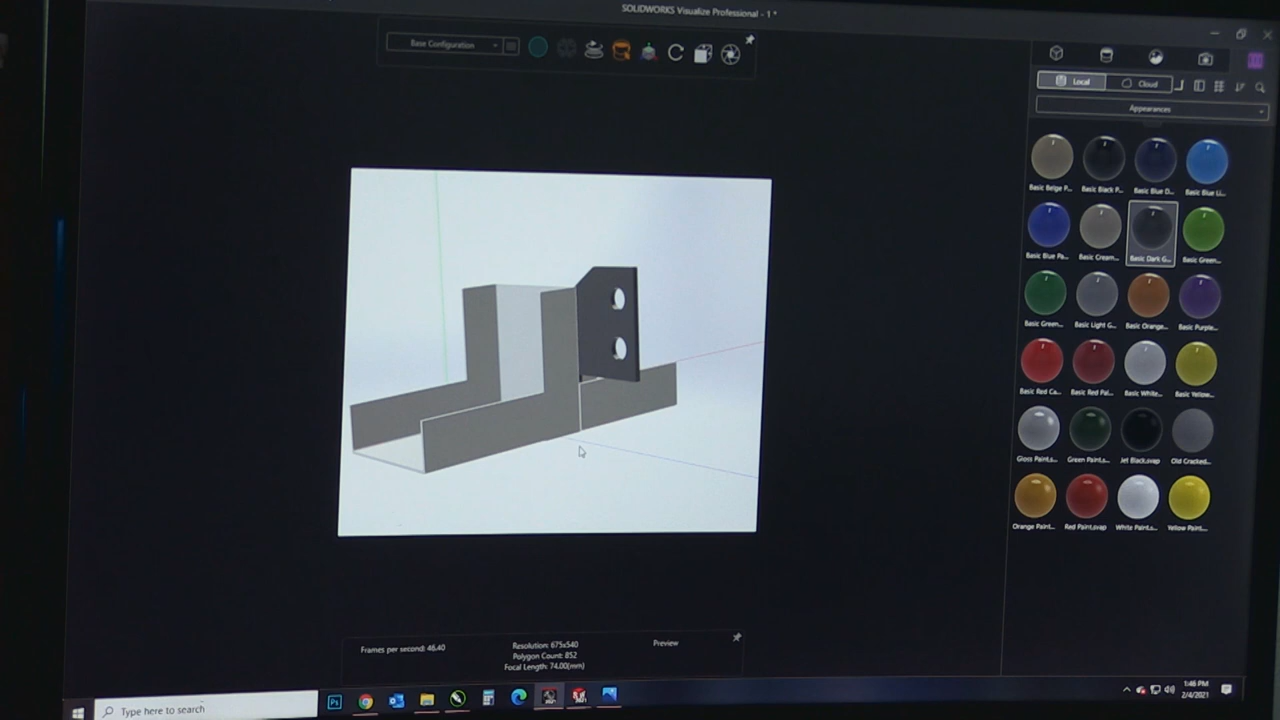 SOLIDWORKS Visualize Professional - 1 *
Base Configuration
Local
Cloud
Appearances
Basic Beige P...
Basic Black P...
Basic Blue D...
Basic Blue Li...
Basic Blue Pa...
Basic Cream...
Basic Dark G...
Basic Green...
Basic Green...
Basic Light G...
Basic Orange...
Basic Purple...
Basic Red Ca...
Basic Red Pai...
Basic White...
Basic Yellow...
Gloss Paint.s...
Green Paint.s...
Jet Black.svap
Old Cracked...
Orange Paint...
Red Paint.svap
White Paint.s...
Yellow Paint...
Frames per second: 46.40
Resolution: 675x540
Polygon Count: 852
Focal Length: 74.00(mm)
Preview
Type here to search
Ps
1:46 PM
2/4/2021